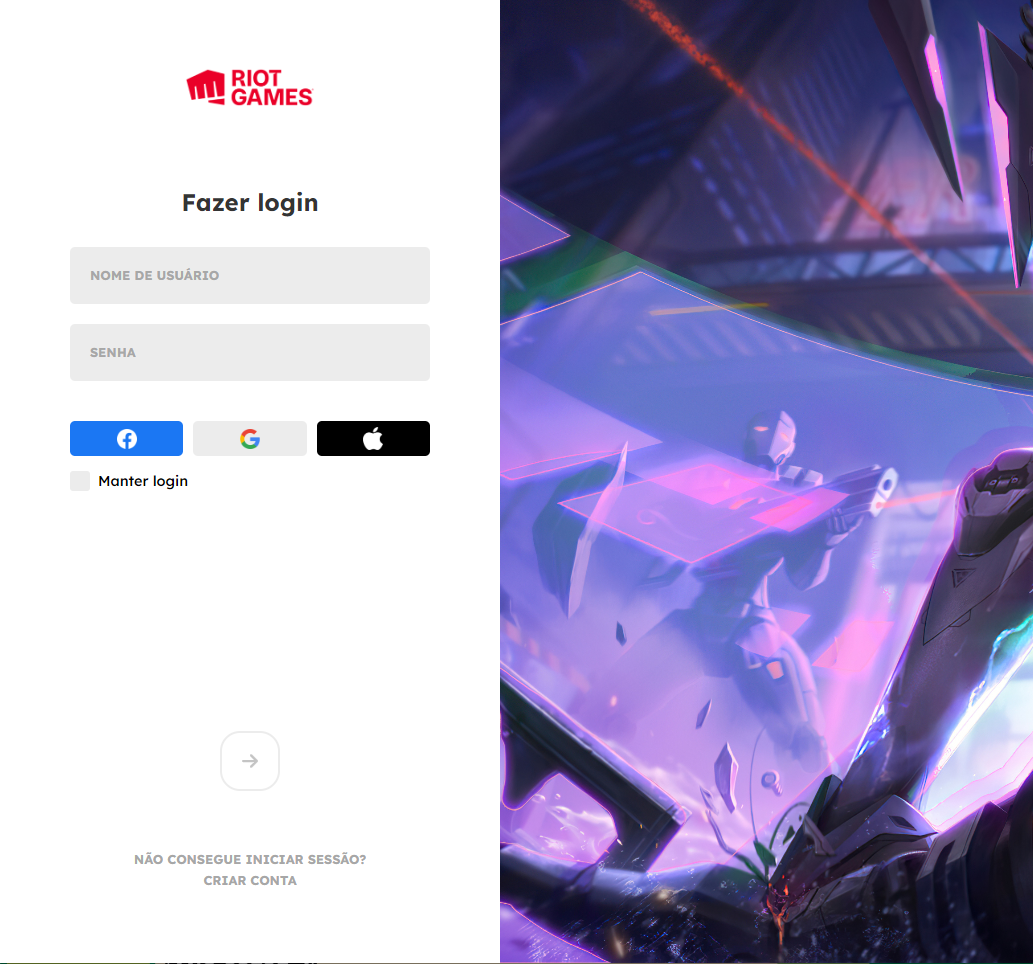 RIOT
GAMES
Fazer login
NOME DE USUÁRIO
SENHA
Manter login
NÃO CONSEGUE INICIAR SESSÃO?
CRIAR CONTA